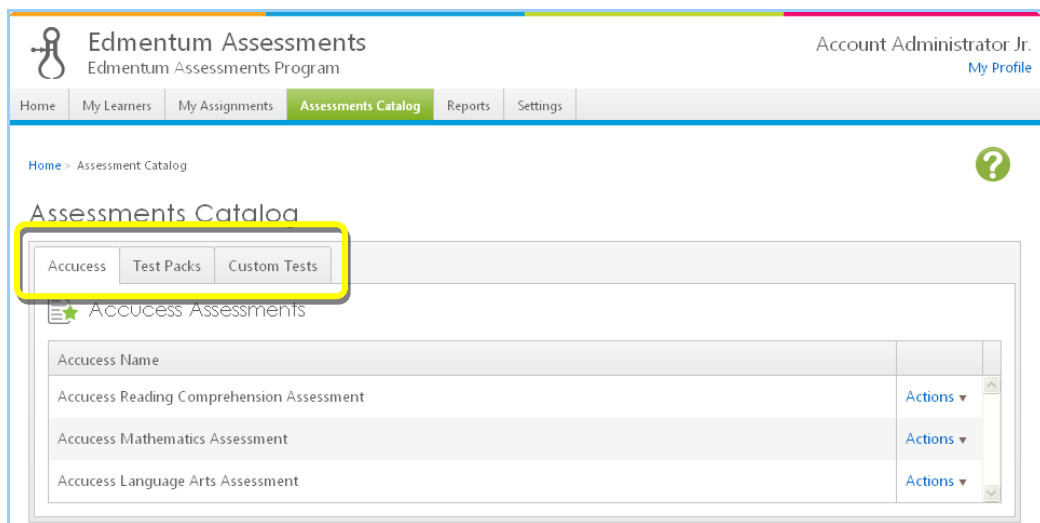 Edmentum Assessments
Edmentum Assessments Program
Account Administrator Jr.
My Profile
Home My Learners My Assignments Assessments Catalog Reports Settings
Home > Assessment Catalog
?
Assessments Catalog
Accucess Test Packs Custom Tests
Accucess Assessments
Accucess Name
Accucess Reading Comprehension Assessment Actions
Accucess Mathematics Assessment Actions
Accucess Language Arts Assessment Actions